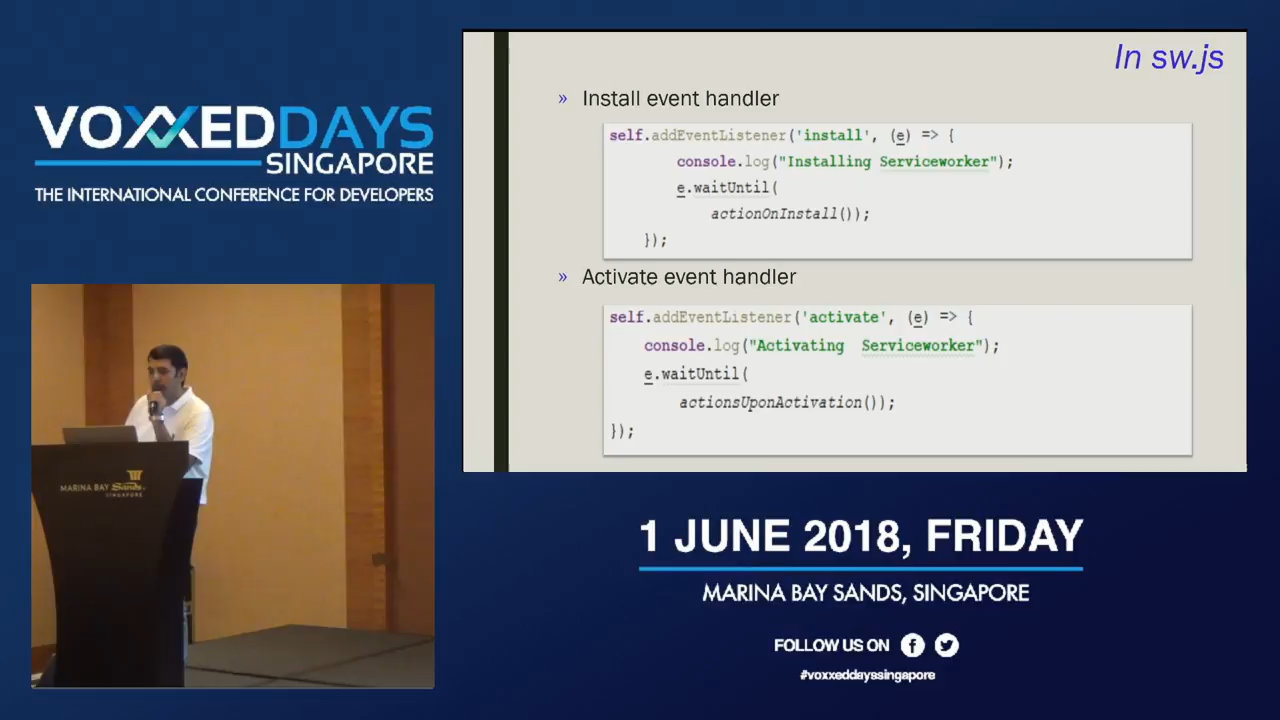 VOXXEDDAYS
SINGAPORE
THE INTERNATIONAL CONFERENCE FOR DEVELOPERS
MARINA BAY Sands.
SINGAPORE
In sw.js
» Install event handler
self.addEventListener('install', (e) => {
console.log("Installing Serviceworker");
e.waitUntil(
actionOnInstall());
});
» Activate event handler
self.addEventListener('activate', (e) => {
console.log("Activating Serviceworker");
e.waitUntil(
actionsUponActivation());
});
1 JUNE 2018, FRIDAY
MARINA BAY SANDS, SINGAPORE
FOLLOW US ON
#voxxeddayssingapore